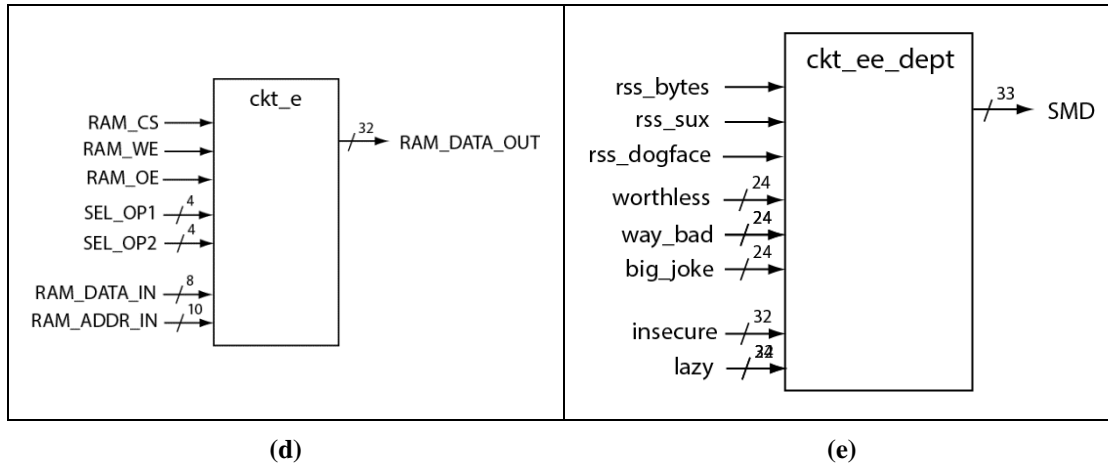 ckt_e
RAM_CS
RAM_WE
RAM_OE
SEL_OP1 4
SEL_OP2 4
RAM_DATA_IN 8
RAM_ADDR_IN 10
32 RAM_DATA_OUT
(d)
ckt_ee_dept
rss_bytes
rss_sux
rss_dogface
worthless 24
way_bad 24
big_joke 24
insecure 32
lazy
33 SMD
(e)